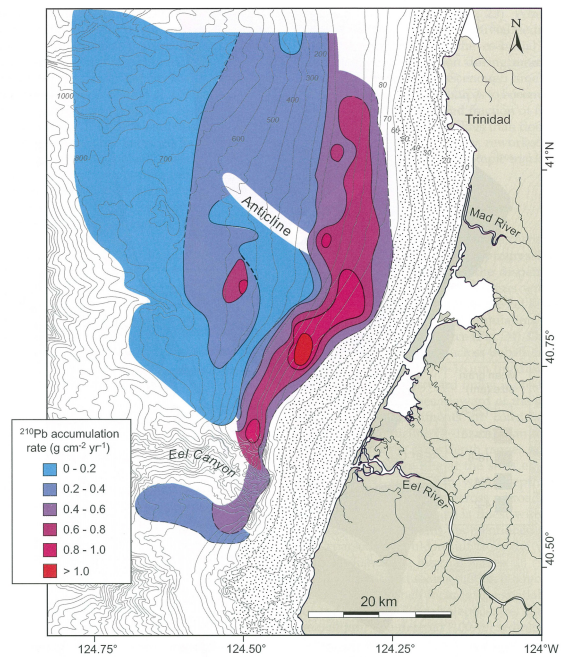 N
Trinidad
41°N
Mad River
Anticline
40.75°
Eel Canyon
Eel River
40.50°
20 km
124.75°
124.50°
124.25°
124°W
200
300
400
500
600
700
800
1000
80
70
60
²¹⁰Pb accumulation
rate (g cm⁻² yr⁻¹)
0 - 0.2
0.2 - 0.4
0.4 - 0.6
0.6 - 0.8
0.8 - 1.0
> 1.0